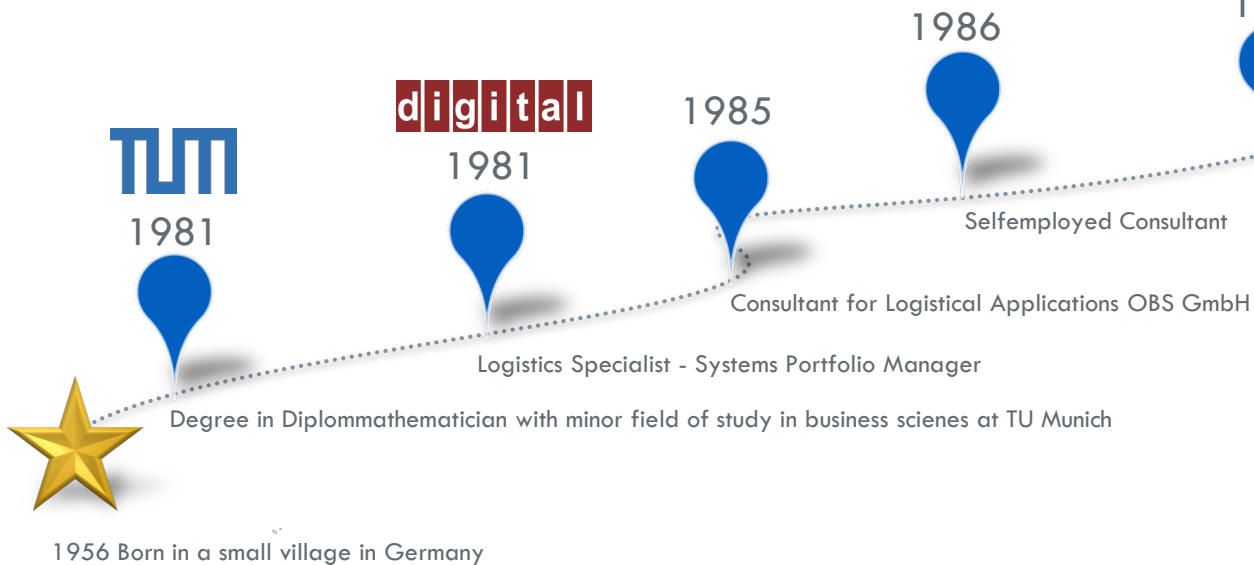 1986
digital
1985
TUM
1981
1981
Selfemployed Consultant
Consultant for Logistical Applications OBS GmbH
Logistics Specialist - Systems Portfolio Manager
Degree in Diplommathematician with minor field of study in business scienes at TU Munich
1956 Born in a small village in Germany